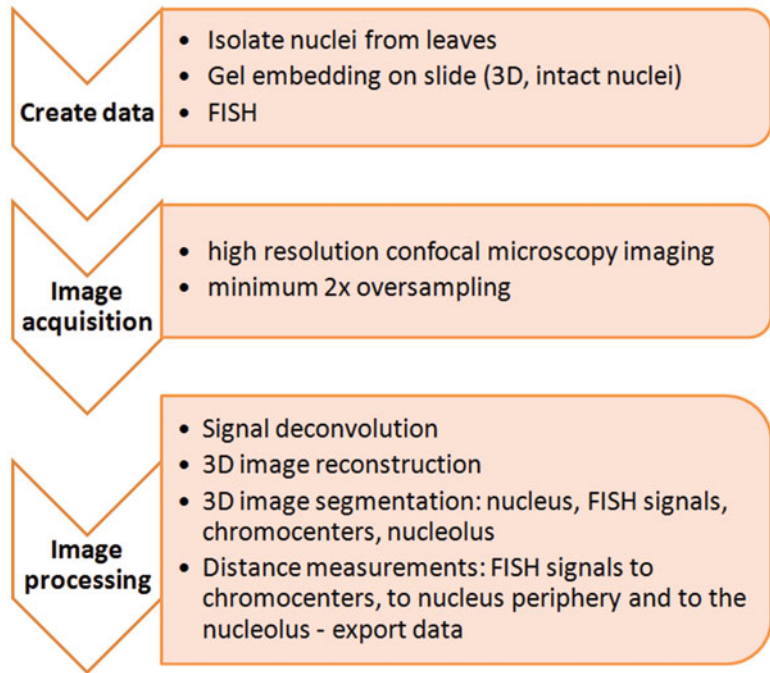 Create data
• Isolate nuclei from leaves
• Gel embedding on slide (3D, intact nuclei)
• FISH
Image
acquisition
• high resolution confocal microscopy imaging
• minimum 2x oversampling
Image
processing
• Signal deconvolution
• 3D image reconstruction
• 3D image segmentation: nucleus, FISH signals,
chromocenters, nucleolus
• Distance measurements: FISH signals to
chromocenters, to nucleus periphery and to the
nucleolus - export data